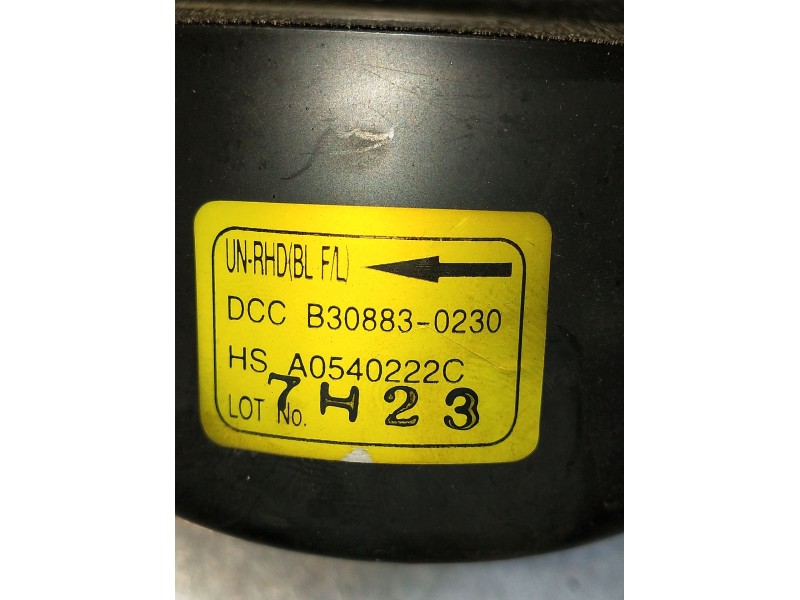 UN-RHD(BL F/L)
DCC B30883-0230
HS A0540222C
LOT No. 7H23